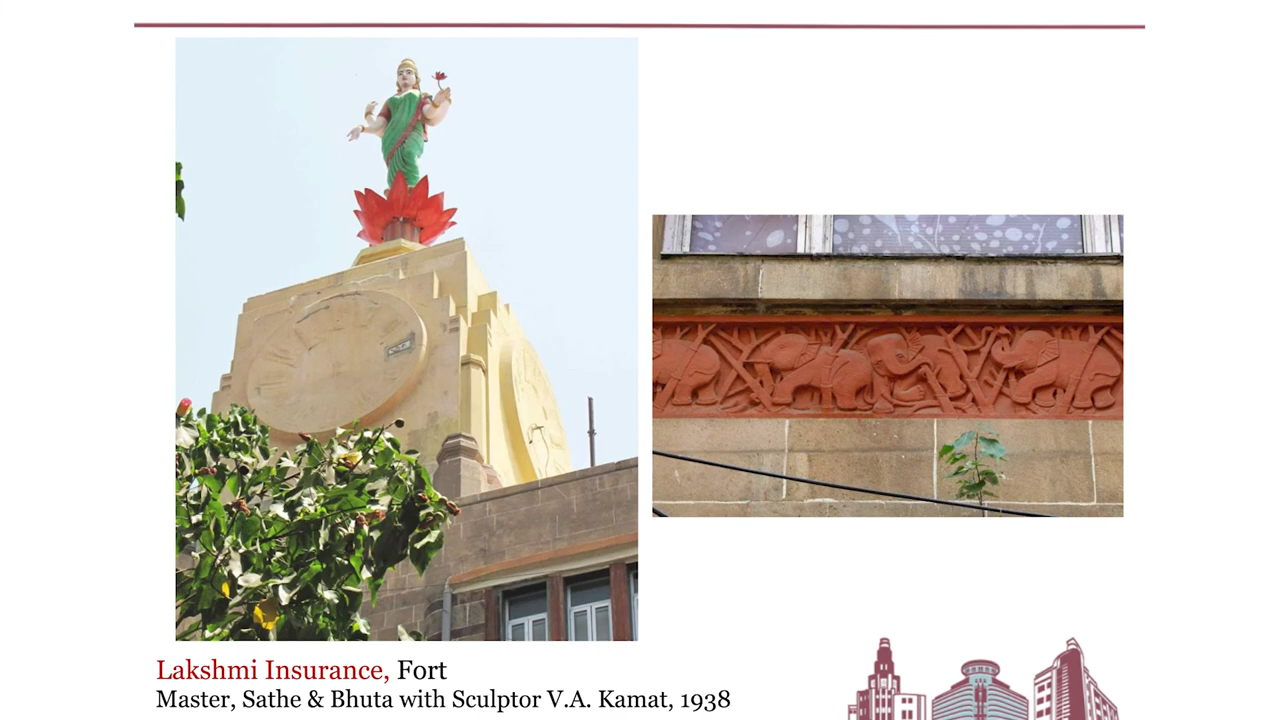 Lakshmi Insurance, Fort
Master, Sathe & Bhuta with Sculptor V.A. Kamat, 1938